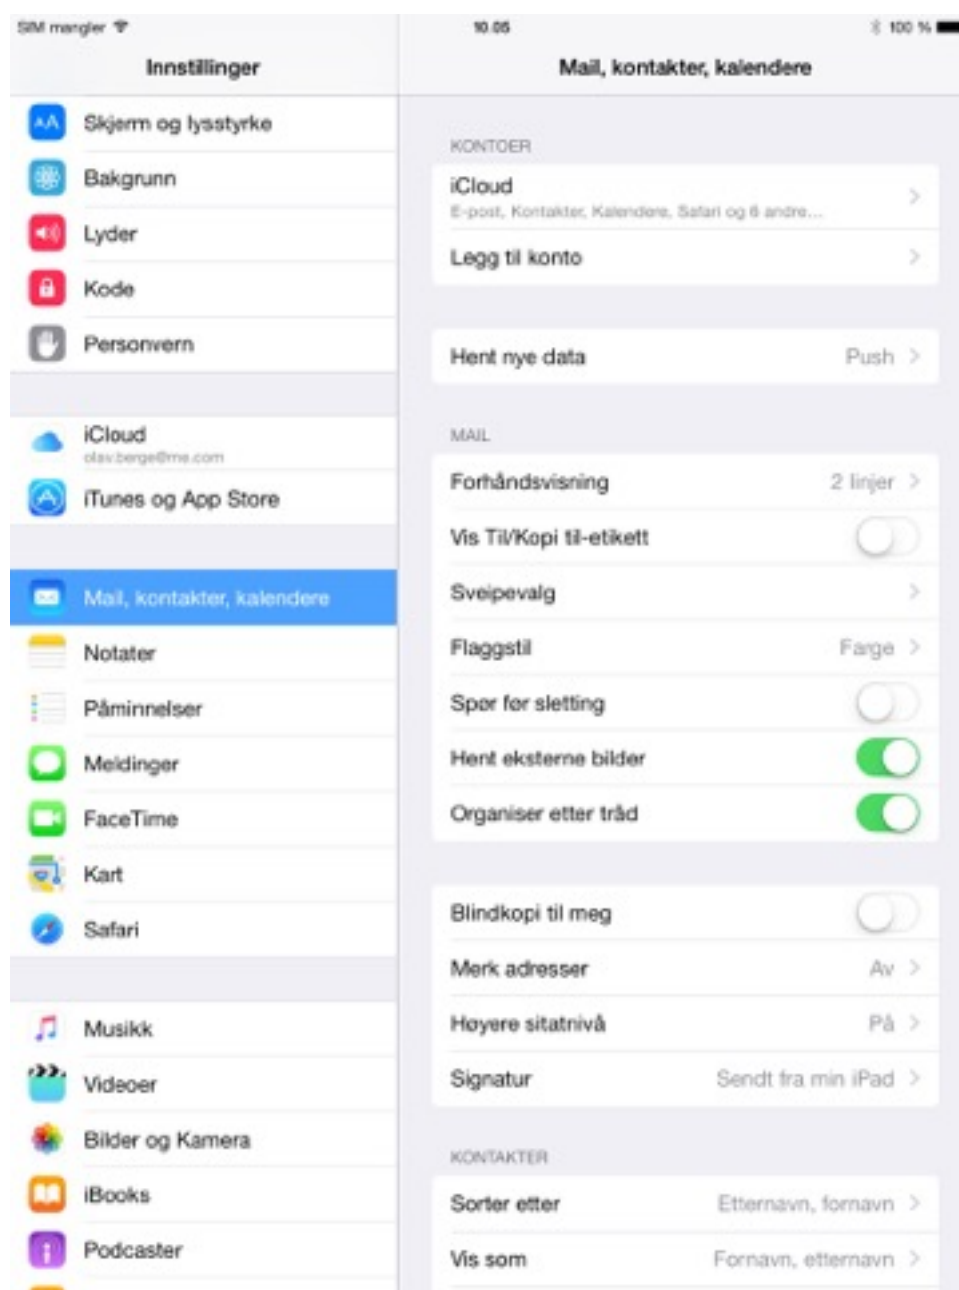 SIM mangler
10.05
100 %
Innstillinger
Skjerm og lysstyrke
Bakgrunn
Lyder
Kode
Personvern
iCloud
olav.berge@me.com
iTunes og App Store
Mail, kontakter, kalendere
Notater
Påminnelser
Meldinger
FaceTime
Kart
Safari
Musikk
Videoer
Bilder og Kamera
iBooks
Podcaster
Mail, kontakter, kalendere
KONTOER
iCloud
E-post, Kontakter, Kalendere, Safari og 6 andre...
Legg til konto
Hent nye data Push
MAIL
Forhåndsvisning 2 linjer
Vis Til/Kopi til-etikett
Sveipevalg
Flaggstil Farge
Spør før sletting
Hent eksterne bilder
Organiser etter tråd
Blindkopi til meg
Merk adresser Av
Høyere sitatnivå På
Signatur Sendt fra min iPad
KONTAKTER
Sorter etter Etternavn, fornavn
Vis som Fornavn, etternavn